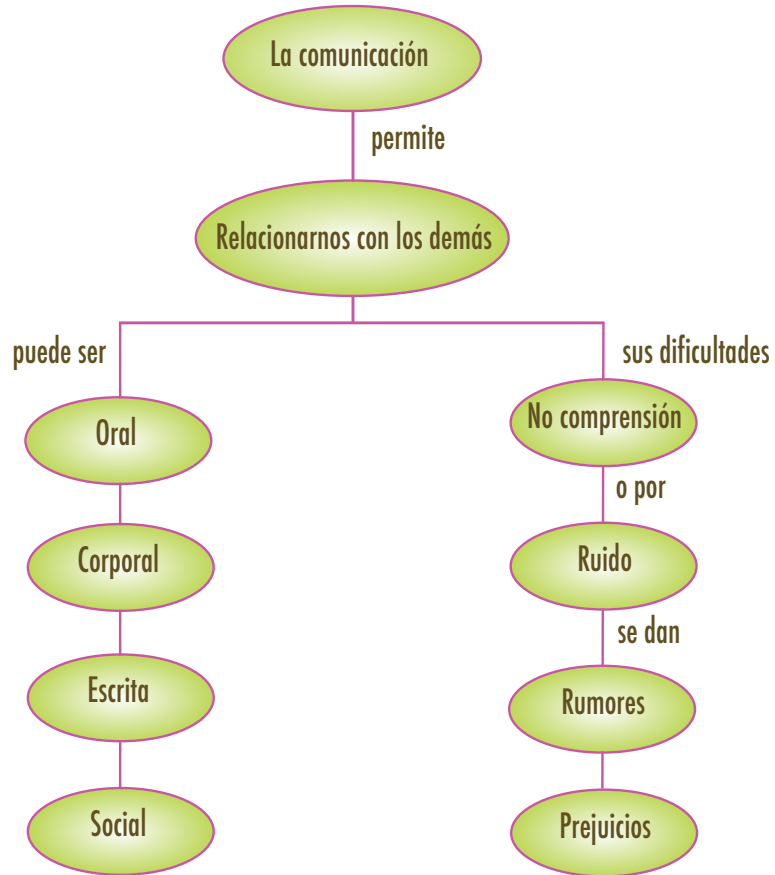 La comunicación
permite
Relacionarnos con los demás
puede ser
sus dificultades
Oral
No comprensión
o por
Corporal
Ruido
se dan
Escrita
Rumores
Social
Prejuicios